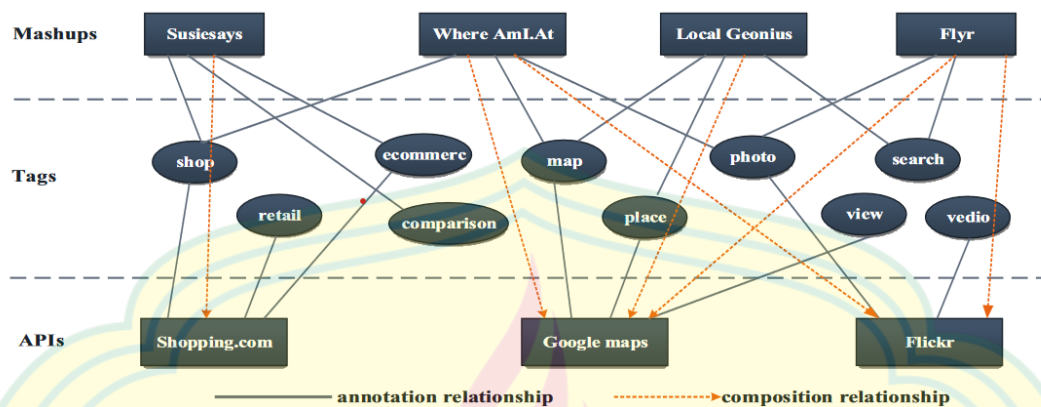 Mashups Susiesays Where AmI.At Local Geonius Flyr
shop ecommerc map photo search
Tags
retail comparison place view vedio
APIs Shopping.com Google maps Flickr
annotation relationship composition relationship